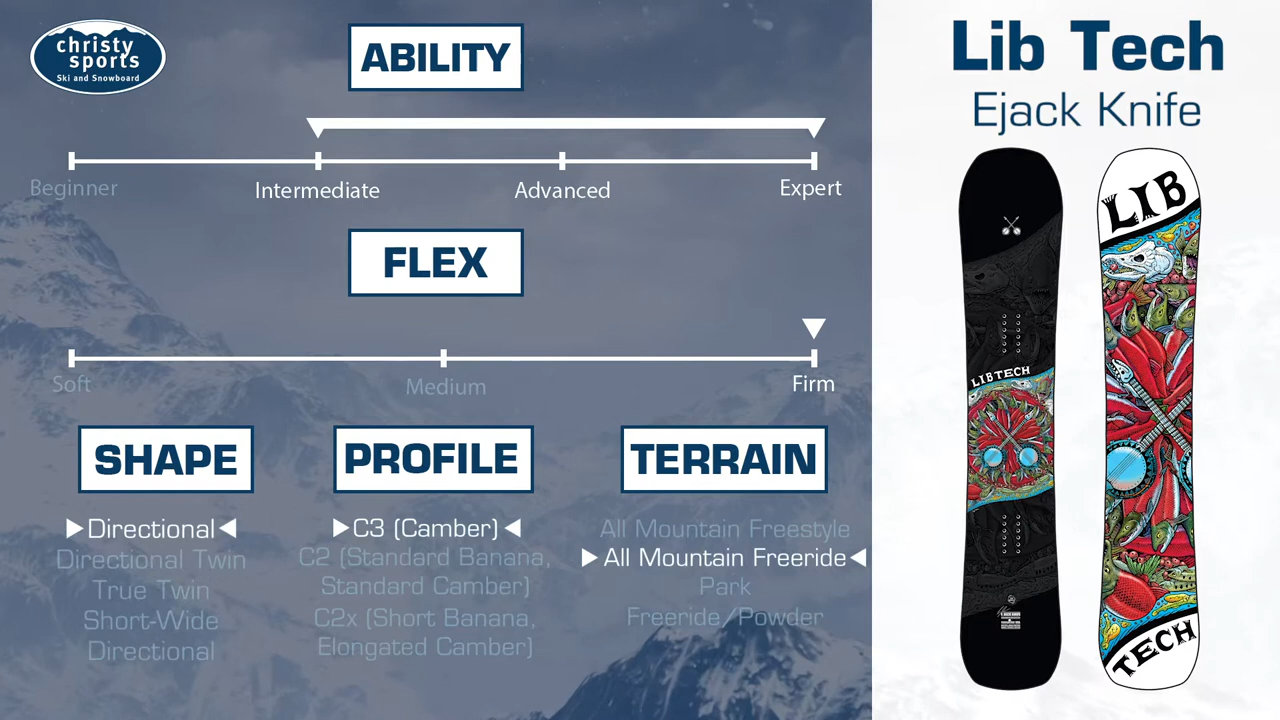 christy
sports
Ski and Snowboard
ABILITY
Beginner
Intermediate
Advanced
Expert
FLEX
Soft
Medium
Firm
SHAPE
Directional
Directional Twin
True Twin
Short-Wide
Directional
PROFILE
C3 (Camber)
C2 (Standard Banana,
Standard Camber)
C2x (Short Banana,
Elongated Camber)
TERRAIN
All Mountain Freestyle
All Mountain Freeride
Park
Freeride/Powder
Lib Tech
Ejack Knife
LIBTECH
LIB
TECH